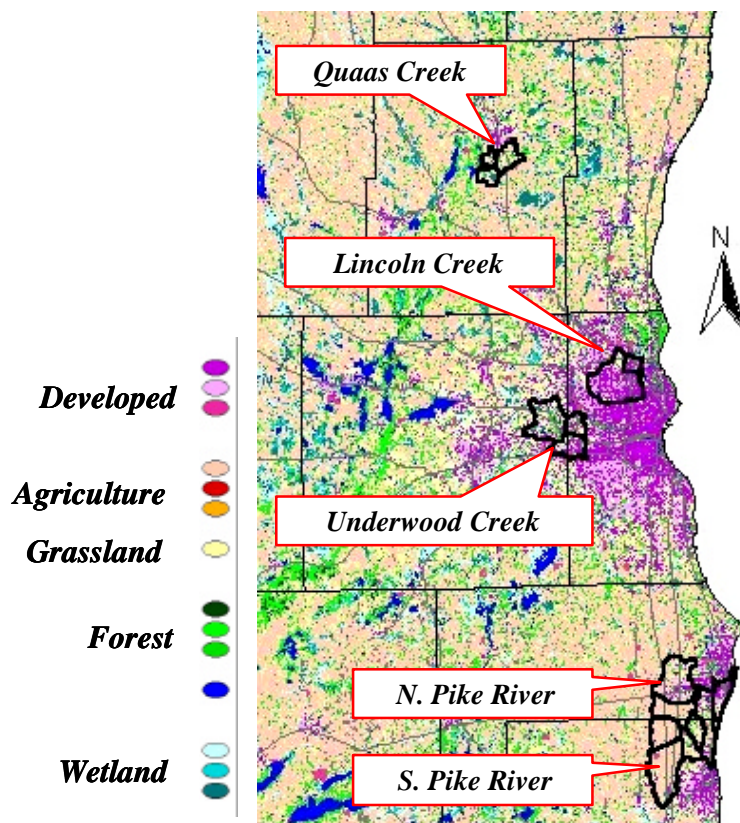 Quaas Creek
N
Lincoln Creek
Developed
Agriculture
Underwood Creek
Grassland
Forest
N. Pike River
Wetland
S. Pike River